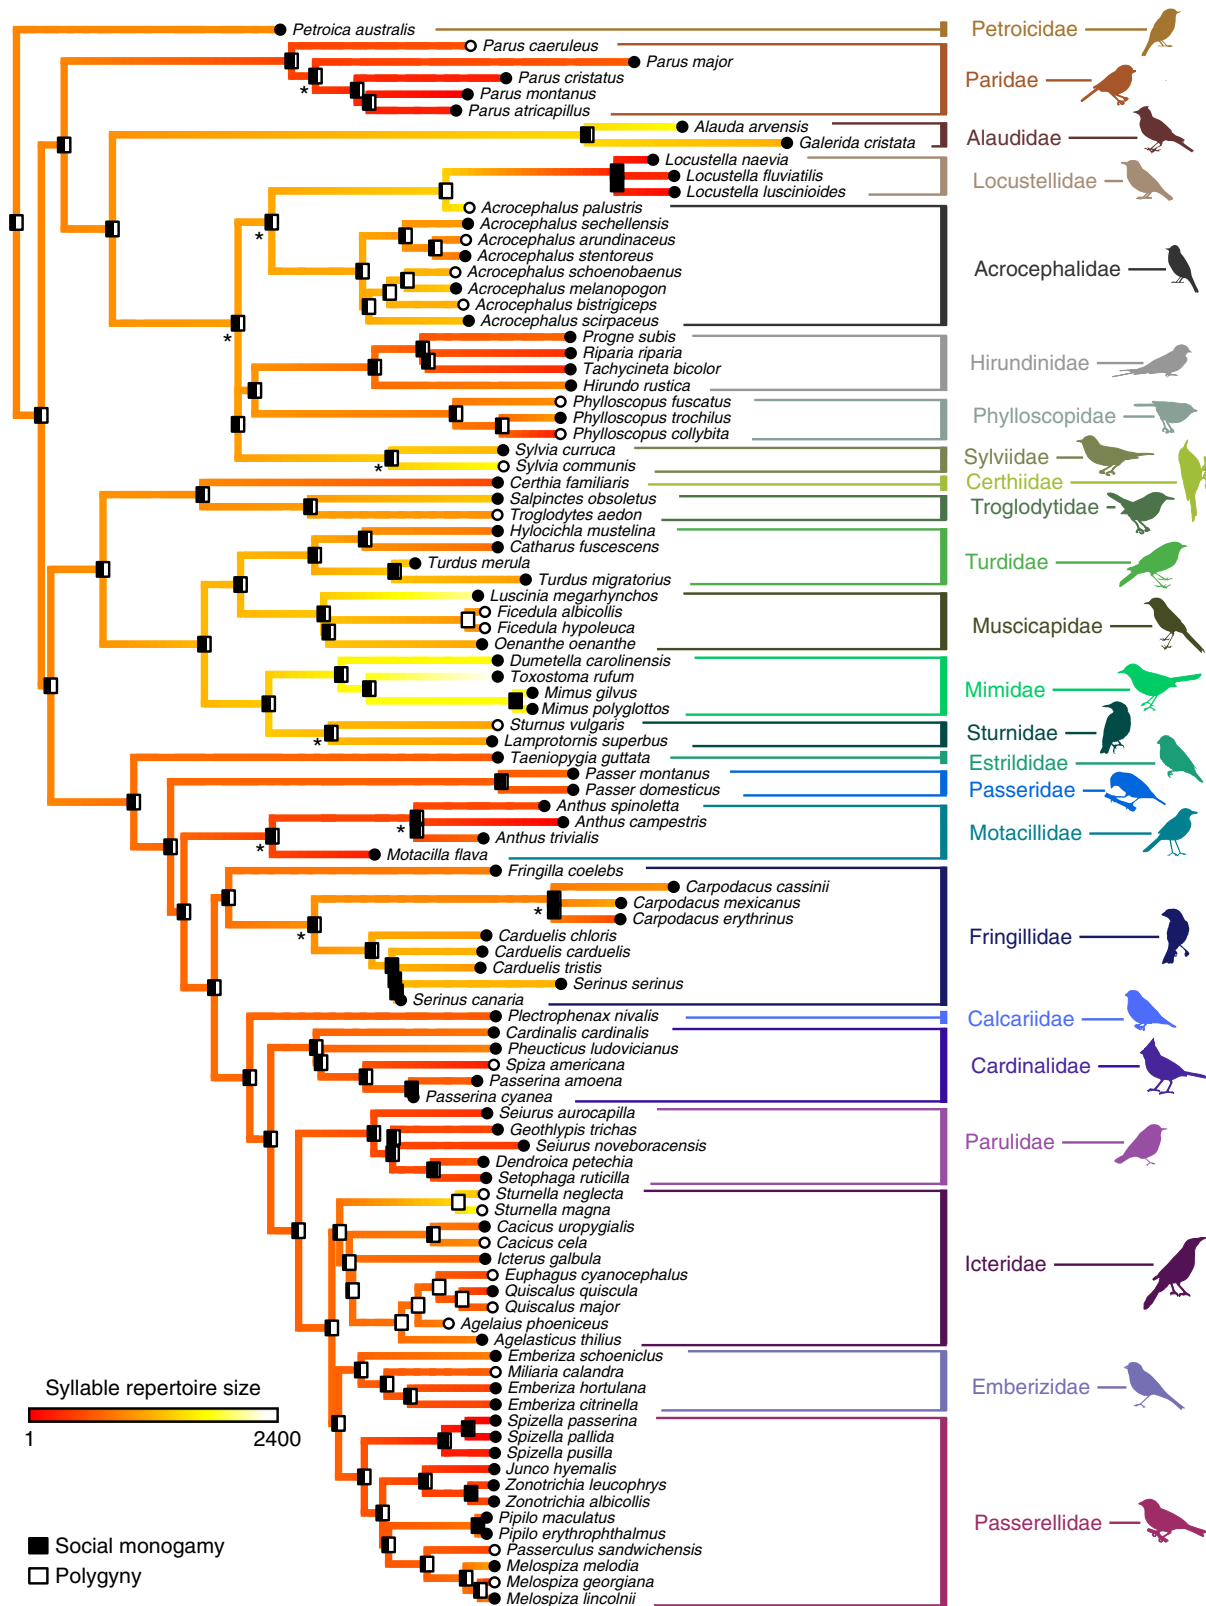 Petroica australis
Petroicidae
Parus caeruleus
Parus major
Parus cristatus
Paridae
*
Parus montanus
Parus atricapillus
Alauda arvensis
Alaudidae
Galerida cristata
Locustella naevia
Locustella fluviatilis
Locustellidae
Locustella luscinioides
Acrocephalus palustris
Acrocephalus sechellensis
*
Acrocephalus arundinaceus
Acrocephalus stentoreus
Acrocephalidae
Acrocephalus schoenobaenus
Acrocephalus melanopogon
Acrocephalus bistrigiceps
Acrocephalus scirpaceus
*
Progne subis
Riparia riparia
Hirundinidae
Tachycineta bicolor
Hirundo rustica
Phylloscopus fuscatus
Phylloscopus trochilus
Phylloscopidae
Phylloscopus collybita
Sylvia curruca
Sylviidae
*
Sylvia communis
Certhia familiaris
Certhiidae
Salpinctes obsoletus
Troglodytidae
Troglodytes aedon
Hylocichla mustelina
Catharus fuscescens
Turdidae
Turdus merula
Turdus migratorius
Luscinia megarhynchos
Ficedula albicollis
Ficedula hypoleuca
Muscicapidae
Oenanthe oenanthe
Dumetella carolinensis
Toxostoma rufum
Mimidae
Mimus gilvus
Mimus polyglottos
Sturnus vulgaris
Sturnidae
*
Lamprotornis superbus
Taeniopygia guttata
Estrildidae
Passer montanus
Passer domesticus
Passeridae
Anthus spinoletta
*
Anthus campestris
Motacillidae
Anthus trivialis
*
Motacilla flava
Fringilla coelebs
Carpodacus cassinii
*
Carpodacus mexicanus
Carpodacus erythrinus
*
Carduelis chloris
Fringillidae
Carduelis carduelis
Carduelis tristis
Serinus serinus
Serinus canaria
Plectrophenax nivalis
Calcariidae
Cardinalis cardinalis
Pheucticus ludovicianus
Spiza americana
Cardinalidae
Passerina amoena
Passerina cyanea
Seiurus aurocapilla
Geothlypis trichas
Parulidae
Seiurus noveboracensis
Dendroica petechia
Setophaga ruticilla
Sturnella neglecta
Sturnella magna
Cacicus uropygialis
Cacicus cela
Icterus galbula
Icteridae
Euphagus cyanocephalus
Quiscalus quiscula
Quiscalus major
Agelaius phoeniceus
Agelasticus thilius
Emberiza schoeniclus
Miliaria calandra
Emberizidae
Emberiza hortulana
Emberiza citrinella
Spizella passerina
Spizella pallida
Spizella pusilla
Junco hyemalis
Zonotrichia leucophrys
Zonotrichia albicollis
Pipilo maculatus
Passerellidae
Pipilo erythrophthalmus
Passerculus sandwichensis
Melospiza melodia
Melospiza georgiana
Melospiza lincolnii
Syllable repertoire size
1 2400
Social monogamy
Polygyny